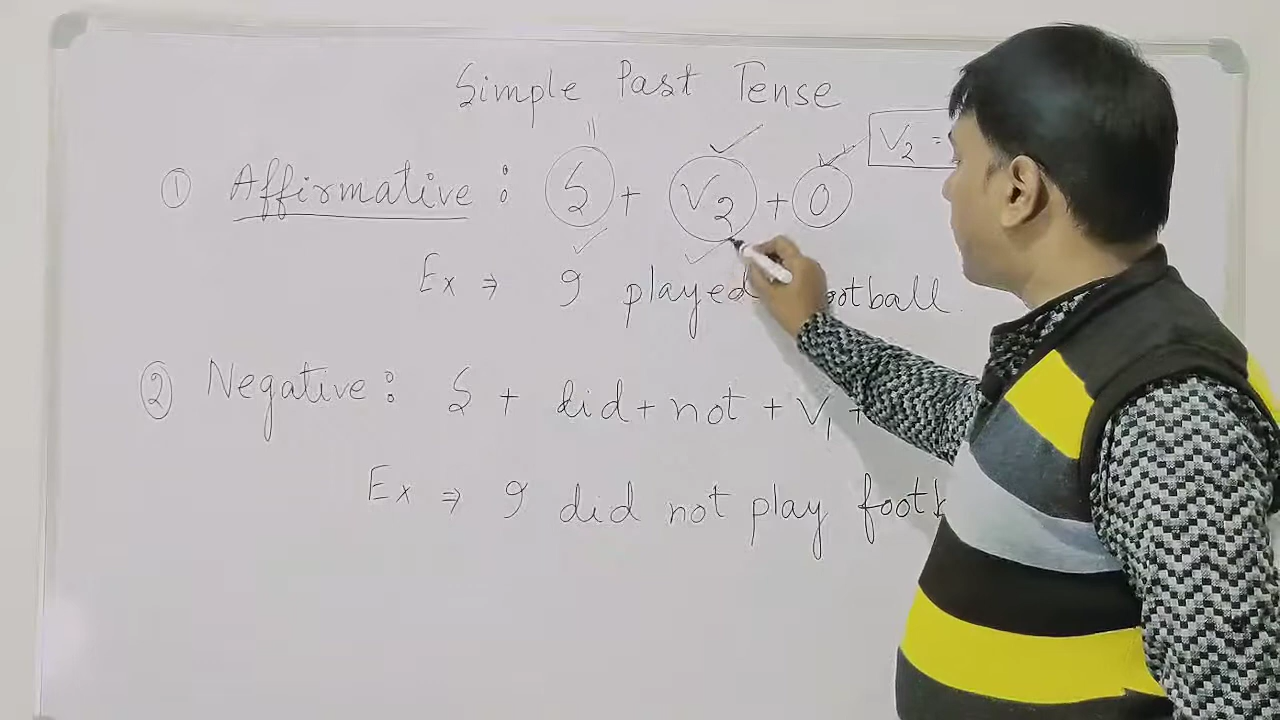 Simple Past Tense
① Affirmative : S + V2 + O
V2 =
Ex ⇒ I played football.
② Negative : S + did + not + V1 +
Ex ⇒ I did not play